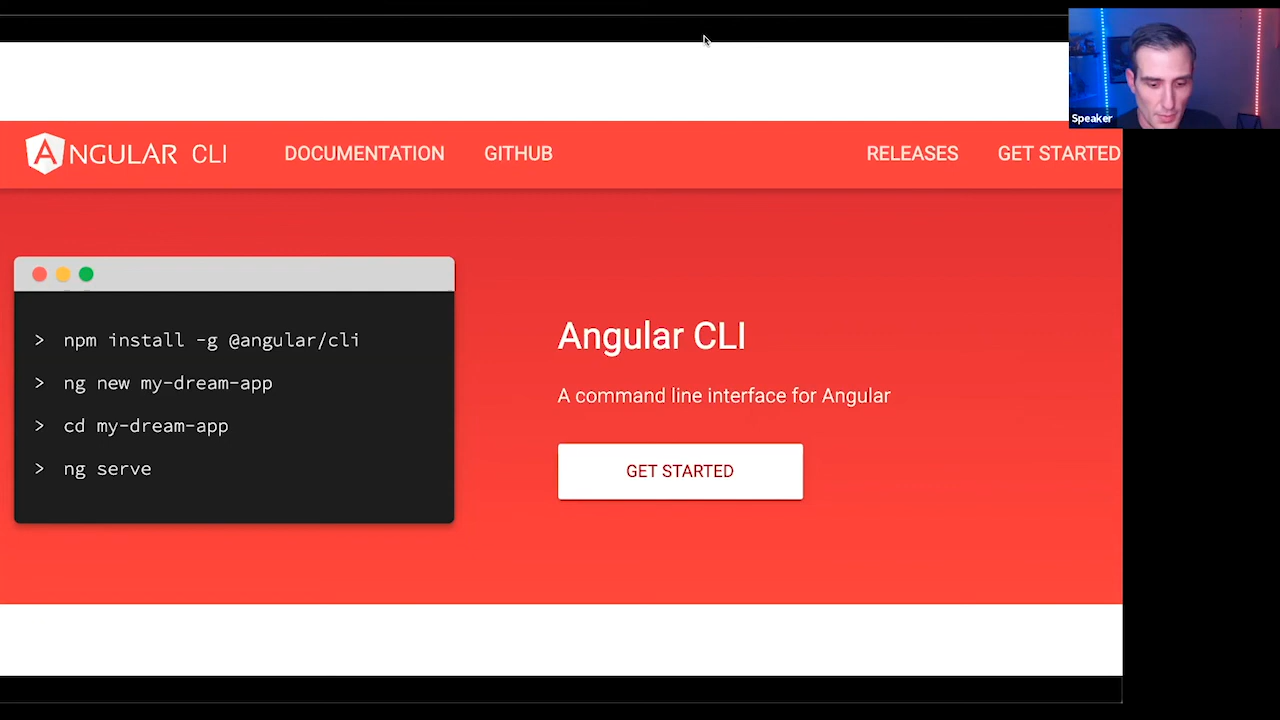 Speaker
ANGULAR CLI DOCUMENTATION GITHUB RELEASES GET STARTED
> npm install -g @angular/cli
> ng new my-dream-app
> cd my-dream-app
> ng serve
Angular CLI
A command line interface for Angular
GET STARTED